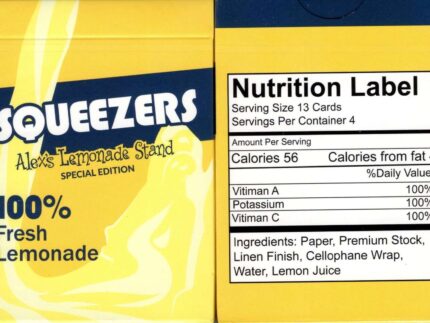 SQUEEZERS
Alex's Lemonade Stand
SPECIAL EDITION
100%
Fresh
Lemonade
Nutrition Label
Serving Size 13 Cards
Servings Per Container 4
Amount Per Serving
Calories 56 Calories from fat
%Daily Value
Vitiman A 100%
Potassium 100%
Vitimin C 100%
Ingredients: Paper, Premium Stock,
Linen Finish, Cellophane Wrap,
Water, Lemon Juice